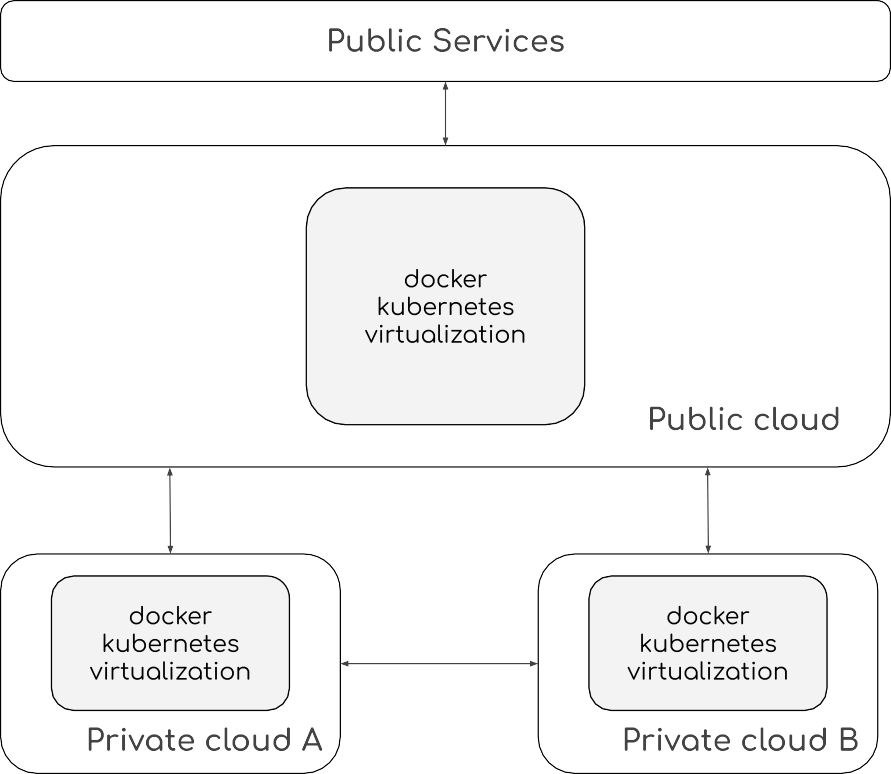 Public Services
docker
kubernetes
virtualization
Public cloud
docker
kubernetes
virtualization
Private cloud A
docker
kubernetes
virtualization
Private cloud B